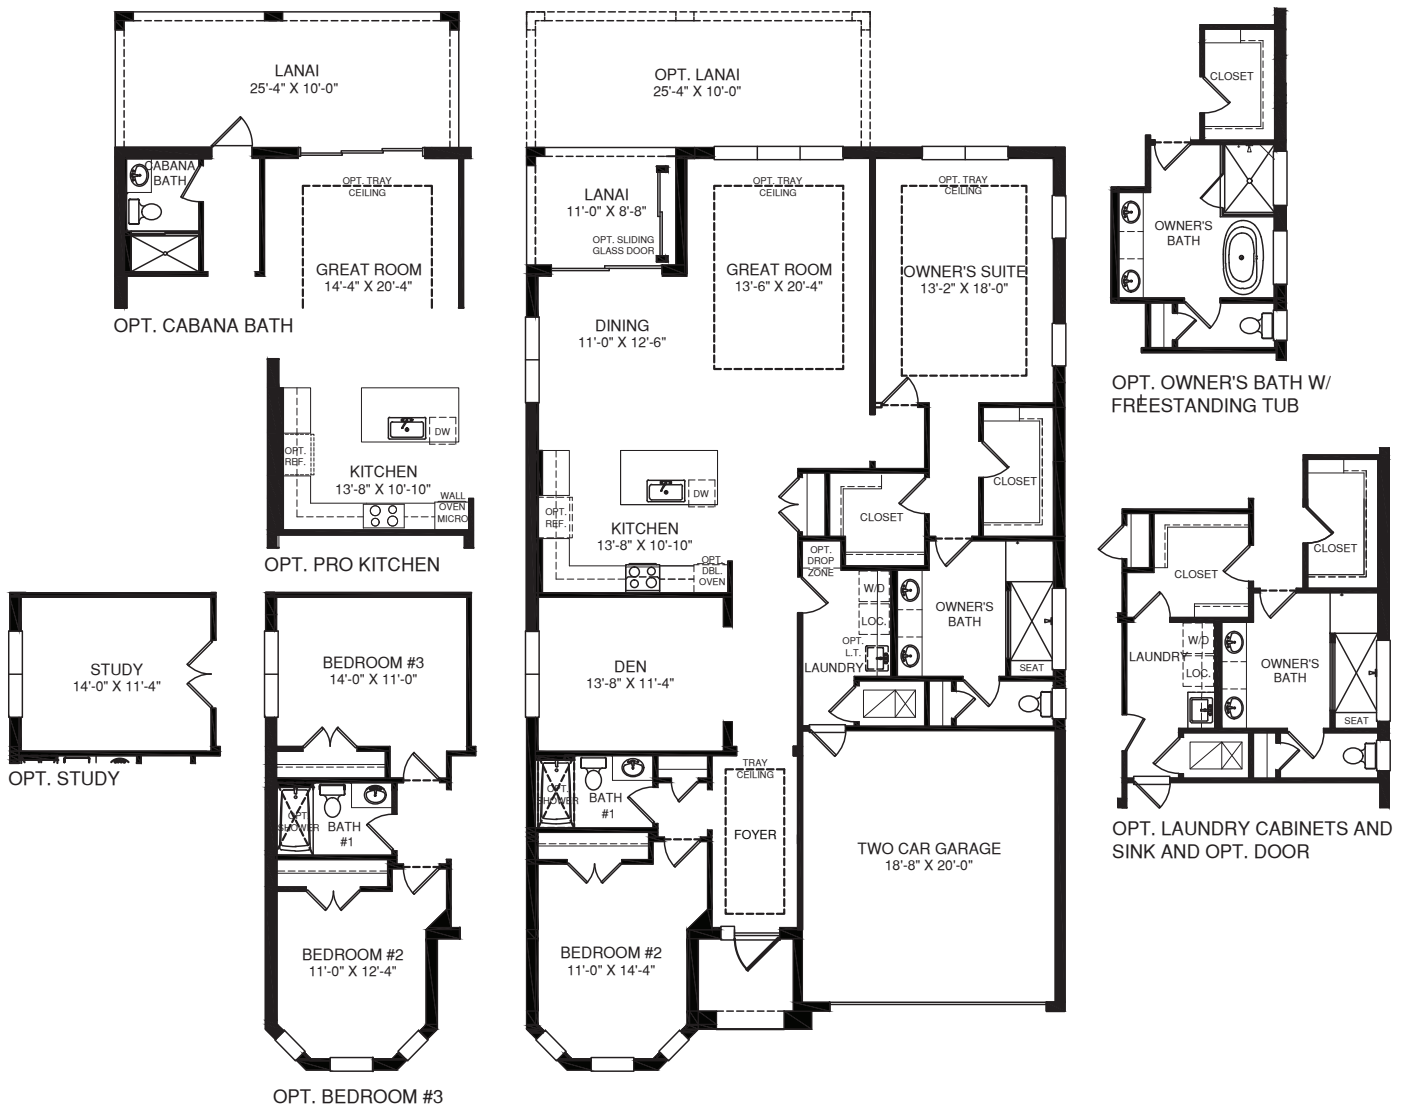 LANAI
25'-4" X 10'-0"
CABANA
BATH
OPT. TRAY
CEILING
GREAT ROOM
14'-4" X 20'-4"
OPT. CABANA BATH
OPT.
REF.
DW
KITCHEN
13'-8" X 10'-10"
WALL
OVEN
MICRO
OPT. PRO KITCHEN
STUDY
14'-0" X 11'-4"
OPT. STUDY
BEDROOM #3
14'-0" X 11'-0"
OPT.
SHOWER
BATH
#1
BEDROOM #2
11'-0" X 12'-4"
OPT. BEDROOM #3
OPT. LANAI
25'-4" X 10'-0"
LANAI
11'-0" X 8'-8"
OPT. SLIDING
GLASS DOOR
OPT. TRAY
CEILING
GREAT ROOM
13'-6" X 20'-4"
OPT. TRAY
CEILING
OWNER'S SUITE
13'-2" X 18'-0"
DINING
11'-0" X 12'-6"
OPT.
REF.
DW
KITCHEN
13'-8" X 10'-10"
OPT.
DBL.
OVEN
CLOSET
CLOSET
OPT.
DROP
ZONE
W/D
LOC.
OPT.
L.T.
LAUNDRY
OWNER'S
BATH
SEAT
DEN
13'-8" X 11'-4"
OPT.
SHOWER
BATH
#1
TRAY
CEILING
FOYER
TWO CAR GARAGE
18'-8" X 20'-0"
BEDROOM #2
11'-0" X 14'-4"
CLOSET
OWNER'S
BATH
OPT. OWNER'S BATH W/
FREESTANDING TUB
CLOSET
CLOSET
W/D
LAUNDRY
LOC.
OWNER'S
BATH
SEAT
OPT. LAUNDRY CABINETS AND
SINK AND OPT. DOOR